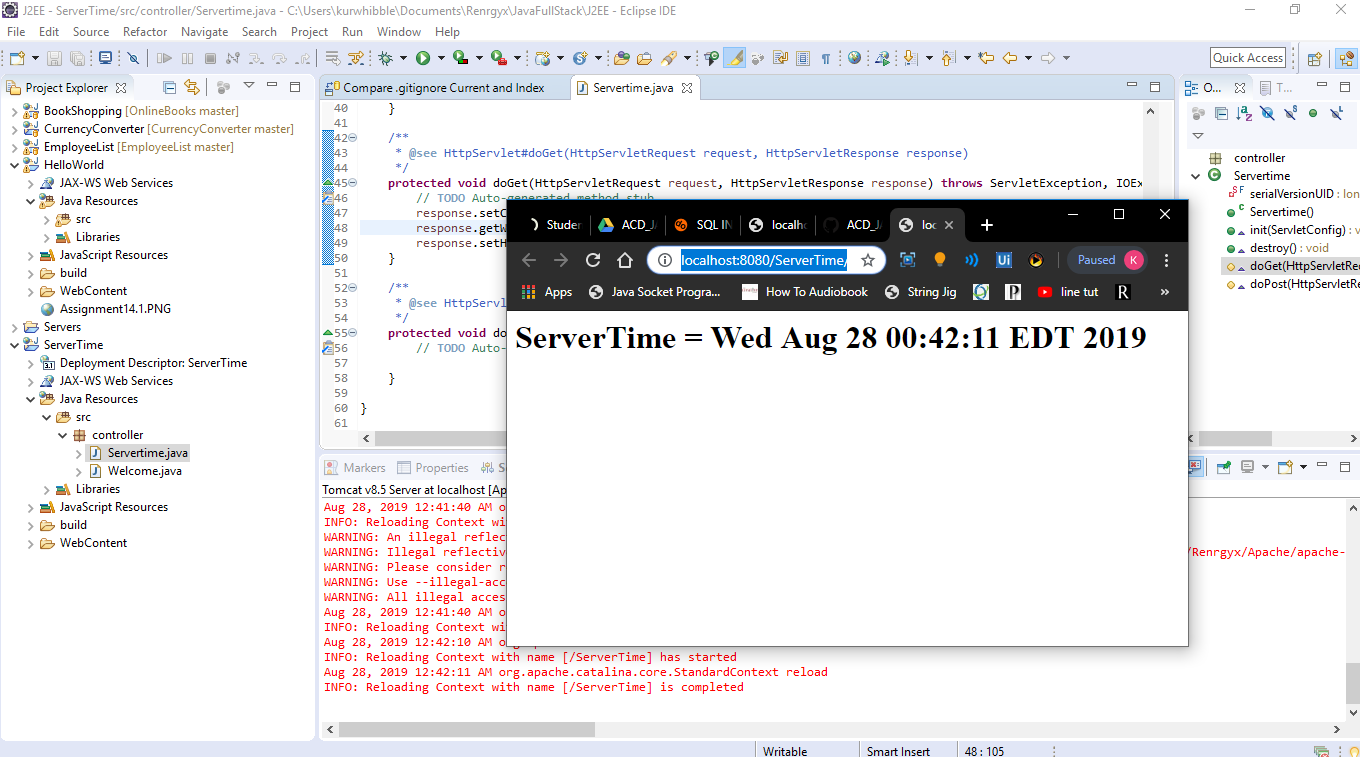 J2EE - ServerTime/src/controller/Servertime.java - C:\Users\kurwhibble\Documents\Renrgyx\JavaFullStack\J2EE - Eclipse IDE
File Edit Source Refactor Navigate Search Project Run Window Help
Quick Access
Project Explorer
BookShopping [OnlineBooks master]
CurrencyConverter [CurrencyConverter master]
EmployeeList [EmployeeList master]
HelloWorld
JAX-WS Web Services
Java Resources
src
Libraries
JavaScript Resources
build
WebContent
Assignment14.1.PNG
Servers
ServerTime
Deployment Descriptor: ServerTime
JAX-WS Web Services
Java Resources
src
controller
Servertime.java
Welcome.java
Libraries
JavaScript Resources
build
WebContent
Compare .gitignore Current and Index
Servertime.java
40 }
41
42 /**
43 * @see HttpServlet#doGet(HttpServletRequest request, HttpServletResponse response)
44 */
45 protected void doGet(HttpServletRequest request, HttpServletResponse response) throws ServletException, IOEx
46 // TODO Auto-generated method stub
47 response.setC
48 response.getW
49 response.setH
50 }
51
52 /**
53 * @see HttpServl
54 */
55 protected void do
56 // TODO Auto-
57
58 }
59
60 }
61
Studer
ACD_J
SQL IN
localh
ACD_J
loc
localhost:8080/ServerTime/
Paused K
Apps Java Socket Progra... How To Audiobook String Jig line tut R »
ServerTime = Wed Aug 28 00:42:11 EDT 2019
O...
T...
controller
Servertime
serialVersionUID : lon
Servertime()
init(ServletConfig) : v
destroy() : void
doGet(HttpServletRe
doPost(HttpServletRe
Markers Properties S
Tomcat v8.5 Server at localhost [Ap
Aug 28, 2019 12:41:40 AM o
INFO: Reloading Context wi
WARNING: An illegal reflec
WARNING: Illegal reflectiv
/Renrgyx/Apache/apache-
WARNING: Please consider r
WARNING: Use --illegal-acc
WARNING: All illegal acces
Aug 28, 2019 12:41:40 AM o
INFO: Reloading Context wi
Aug 28, 2019 12:42:10 AM
INFO: Reloading Context with name [/ServerTime] has started
Aug 28, 2019 12:42:11 AM org.apache.catalina.core.StandardContext reload
INFO: Reloading Context with name [/ServerTime] is completed
Writable Smart Insert 48 : 105